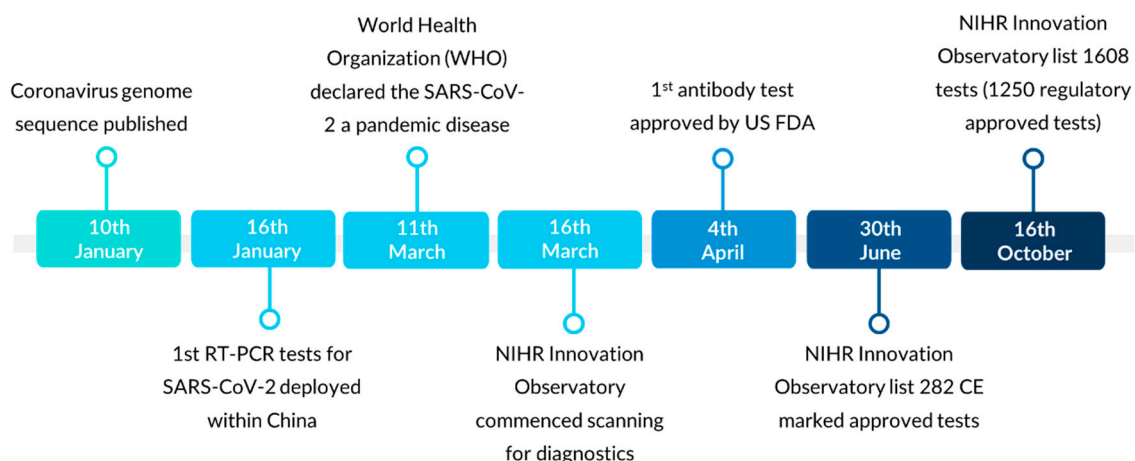 Coronavirus genome
sequence published
World Health
Organization (WHO)
declared the SARS-CoV-
2 a pandemic disease
1st antibody test
approved by US FDA
NIHR Innovation
Observatory list 1608
tests (1250 regulatory
approved tests)
10th
January
16th
January
11th
March
16th
March
4th
April
30th
June
16th
October
1st RT-PCR tests for
SARS-CoV-2 deployed
within China
NIHR Innovation
Observatory
commenced scanning
for diagnostics
NIHR Innovation
Observatory list 282 CE
marked approved tests